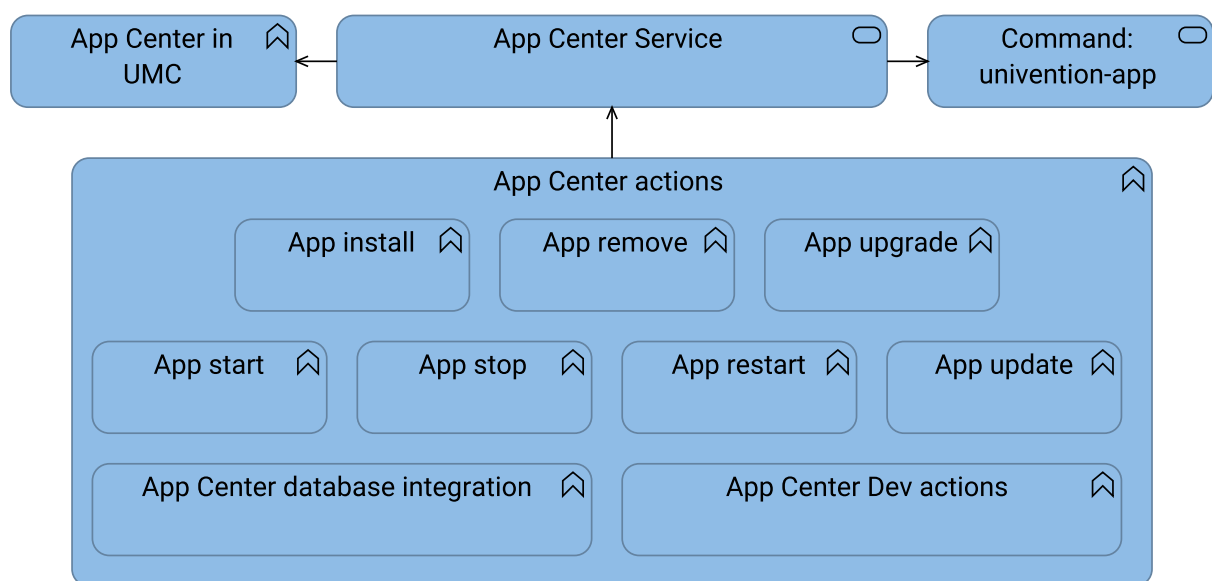 App Center in
UMC
App Center Service
Command:
univention-app
App Center actions
App install
App remove
App upgrade
App start
App stop
App restart
App update
App Center database integration
App Center Dev actions